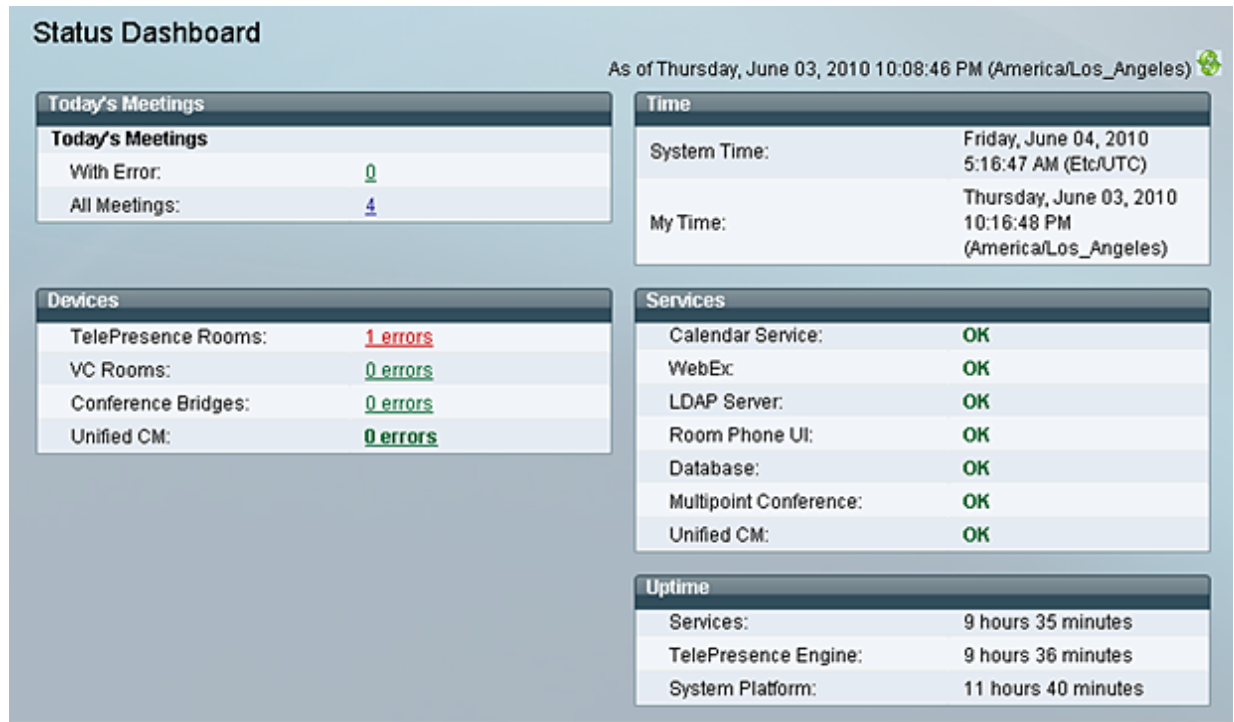 Status Dashboard
As of Thursday, June 03, 2010 10:08:46 PM (America/Los_Angeles)
Today's Meetings
Today's Meetings
With Error: 0
All Meetings: 4
Time
System Time: Friday, June 04, 2010
5:16:47 AM (Etc/UTC)
My Time: Thursday, June 03, 2010
10:16:48 PM
(America/Los_Angeles)
Devices
TelePresence Rooms: 1 errors
VC Rooms: 0 errors
Conference Bridges: 0 errors
Unified CM: 0 errors
Services
Calendar Service: OK
WebEx: OK
LDAP Server: OK
Room Phone UI: OK
Database: OK
Multipoint Conference: OK
Unified CM: OK
Uptime
Services: 9 hours 35 minutes
TelePresence Engine: 9 hours 36 minutes
System Platform: 11 hours 40 minutes